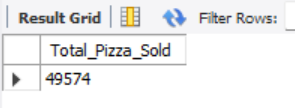 Result Grid Filter Rows:
Total_Pizza_Sold
49574